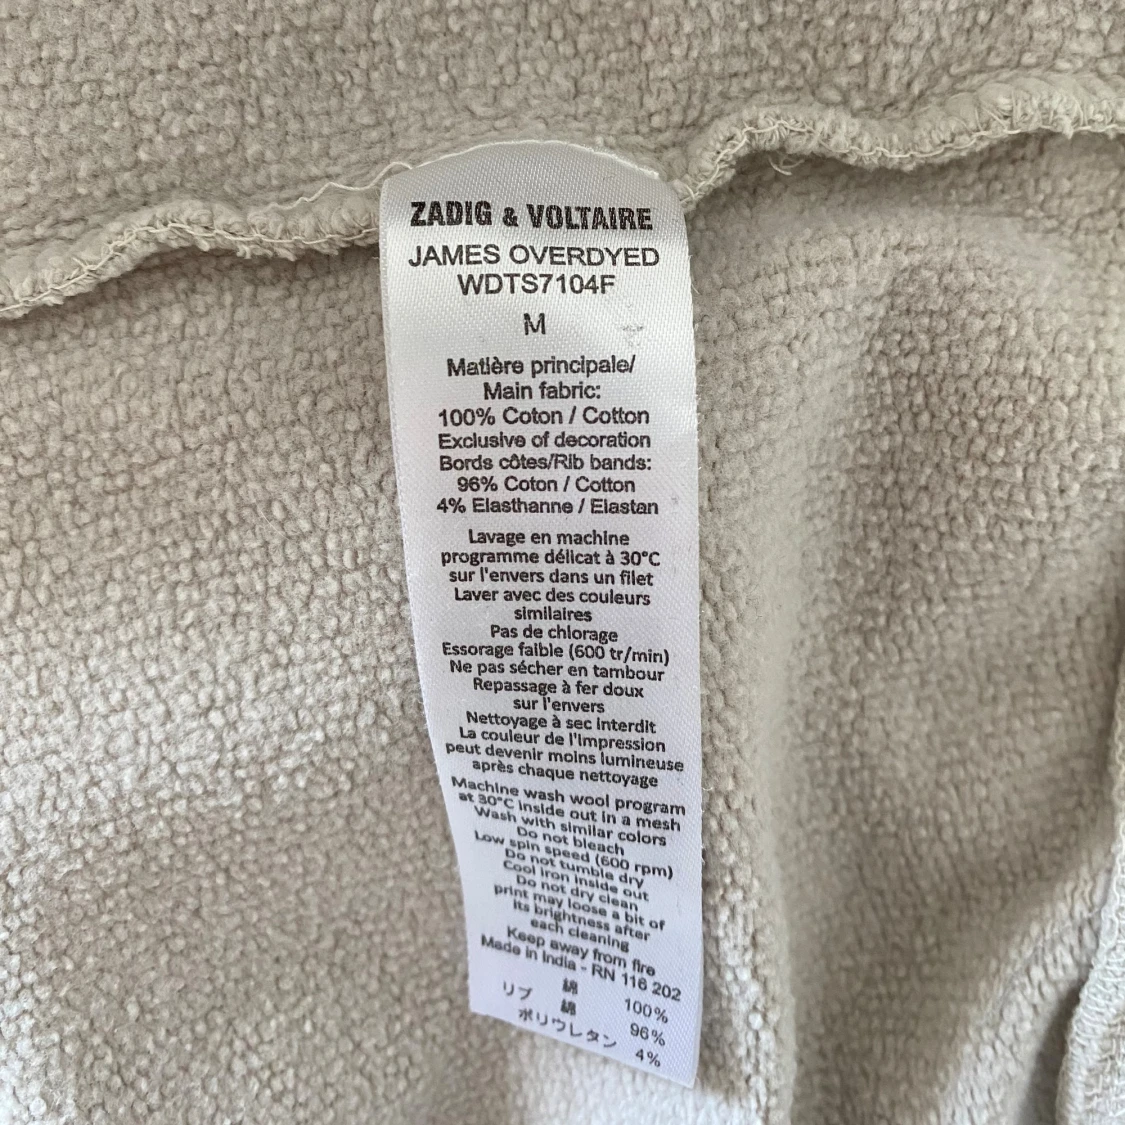 ZADIG & VOLTAIRE
JAMES OVERDYED
WDTS7104F
M
Matière principale/
Main fabric:
100% Coton / Cotton
Exclusive of decoration
Bords côtes/Rib bands:
96% Coton / Cotton
4% Elasthanne / Elastan
Lavage en machine
programme délicat à 30°C
sur l'envers dans un filet
Laver avec des couleurs
similaires
Pas de chlorage
Essorage faible (600 tr/min)
Ne pas sécher en tambour
Repassage à fer doux
sur l'envers
Nettoyage à sec interdit
La couleur de l'impression
peut devenir moins lumineuse
après chaque nettoyage
Machine wash wool program
at 30°C inside out in a mesh
Wash with similar colors
Do not bleach
Low spin speed (600 rpm)
Do not tumble dry
Cool iron inside out
Do not dry clean
print may loose a bit of
its brightness after
each cleaning
Keep away from fire
Made in India - RN 116 202
綿 100%
リブ 綿 96%
ポリウレタン 4%